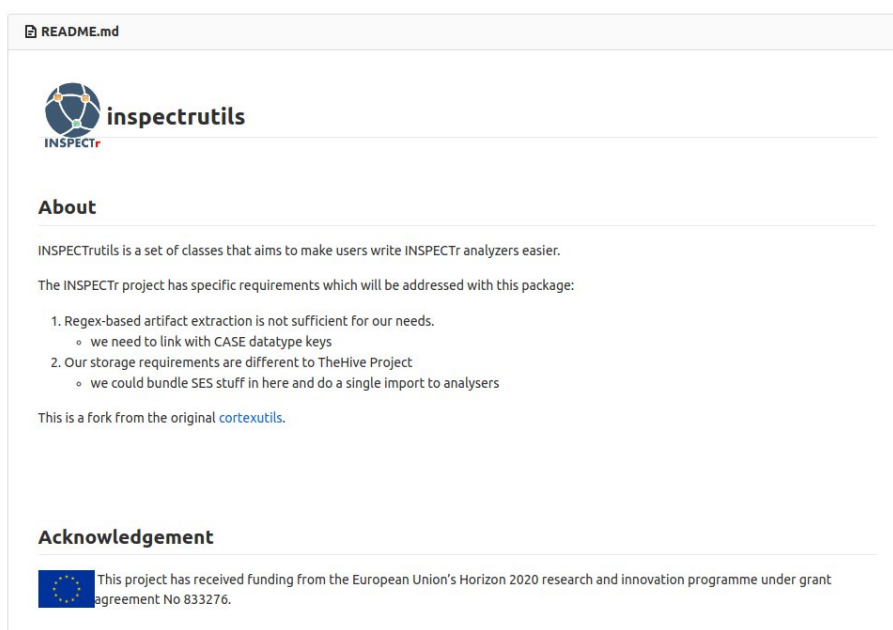 README.md
inspectrutils
INSPECTr
About
INSPECTrutils is a set of classes that aims to make users write INSPECTr analyzers easier.
The INSPECTr project has specific requirements which will be addressed with this package:
1. Regex-based artifact extraction is not sufficient for our needs.
◦ we need to link with CASE datatype keys
2. Our storage requirements are different to TheHive Project
◦ we could bundle SES stuff in here and do a single import to analysers
This is a fork from the original cortexutils.
Acknowledgement
This project has received funding from the European Union’s Horizon 2020 research and innovation programme under grant
agreement No 833276.